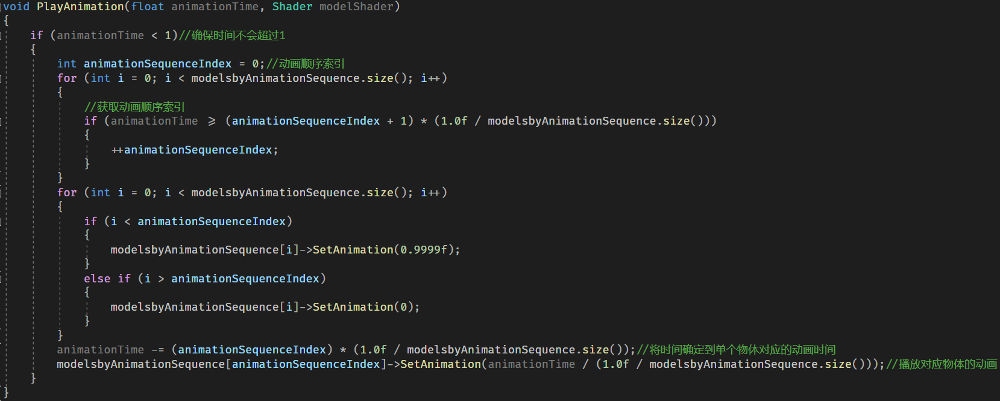 void PlayAnimation(float animationTime, Shader modelShader)
{
    if (animationTime < 1)//确保时间不会超过1
    {
        int animationSequenceIndex = 0;//动画顺序索引
        for (int i = 0; i < modelsbyAnimationSequence.size(); i++)
        {
            //获取动画顺序索引
            if (animationTime >= (animationSequenceIndex + 1) * (1.0f / modelsbyAnimationSequence.size()))
            {
                ++animationSequenceIndex;
            }
        }
        for (int i = 0; i < modelsbyAnimationSequence.size(); i++)
        {
            if (i < animationSequenceIndex)
            {
                modelsbyAnimationSequence[i]->SetAnimation(0.9999f);
            }
            else if (i > animationSequenceIndex)
            {
                modelsbyAnimationSequence[i]->SetAnimation(0);
            }
        }
        animationTime -= (animationSequenceIndex) * (1.0f / modelsbyAnimationSequence.size());//将时间确定到单个物体对应的动画时间
        modelsbyAnimationSequence[animationSequenceIndex]->SetAnimation(animationTime / (1.0f / modelsbyAnimationSequence.size()));//播放对应物体的动画
    }
}